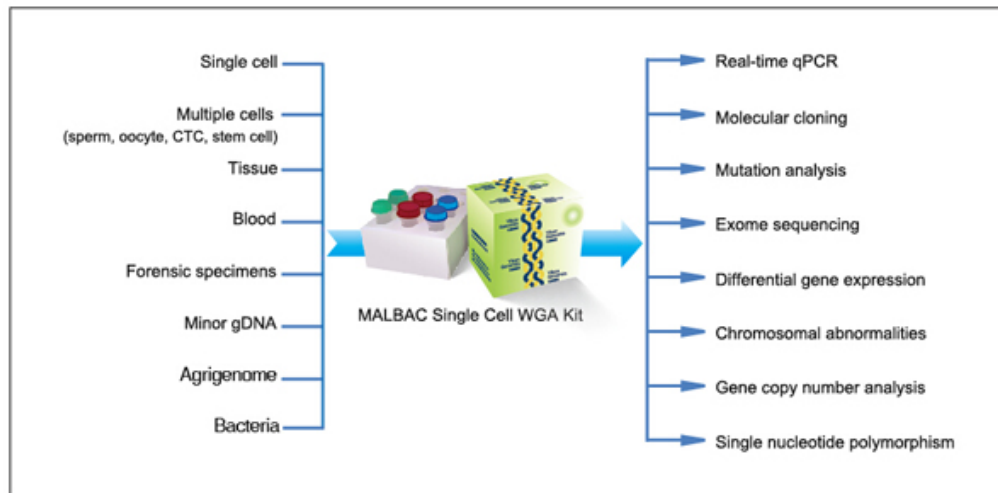 Single cell
Multiple cells
(sperm, oocyte, CTC, stem cell)
Tissue
Blood
Forensic specimens
Minor gDNA
Agrigenome
Bacteria
MALBAC Single Cell WGA Kit
Real-time qPCR
Molecular cloning
Mutation analysis
Exome sequencing
Differential gene expression
Chromosomal abnormalities
Gene copy number analysis
Single nucleotide polymorphism